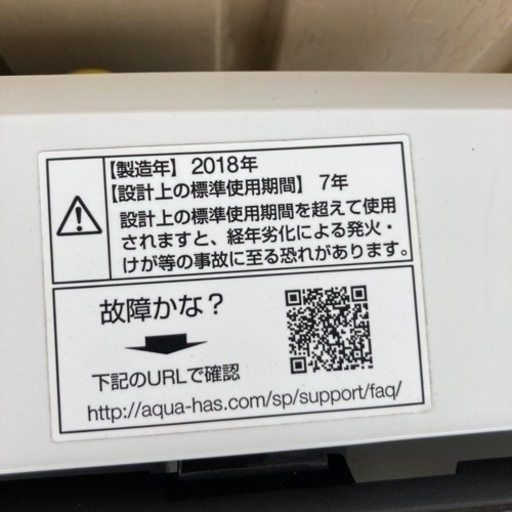 【製造年】2018年
【設計上の標準使用期間】7年
設計上の標準使用期間を超えて使用
されますと、経年劣化による発火・
けが等の事故に至る恐れがあります。
故障かな？
下記のURLで確認
http://aqua-has.com/sp/support/faq/